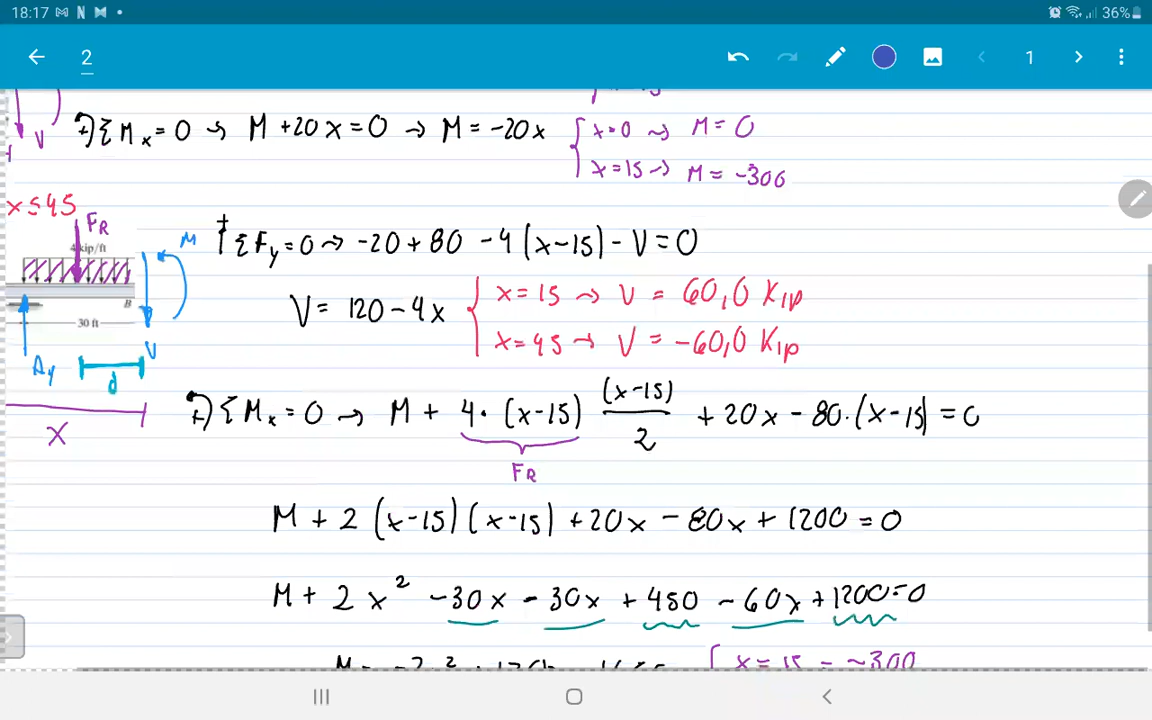 18:17 36%
2 1
V
+) ΣMx = 0 → M + 20x = 0 → M = -20x { x = 0 → M = 0
x = 15 → M = -300
x ≤ 45
FR
kip/ft
M
B
30 ft
Ay
V
d
X
+↑ ΣFy = 0 → -20 + 80 - 4 (x-15) - V = 0
V = 120 - 4x { x = 15 → V = 60,0 Kip
x = 45 → V = -60,0 Kip
+) ΣMx = 0 → M + 4 · (x-15) (x-15)/2 + 20x - 80 · (x-15) = 0
FR
M + 2 (x-15) (x-15) + 20x - 80x + 1200 = 0
M + 2x² - 30x - 30x + 450 - 60x + 1200 = 0
{ x = 15 = -300